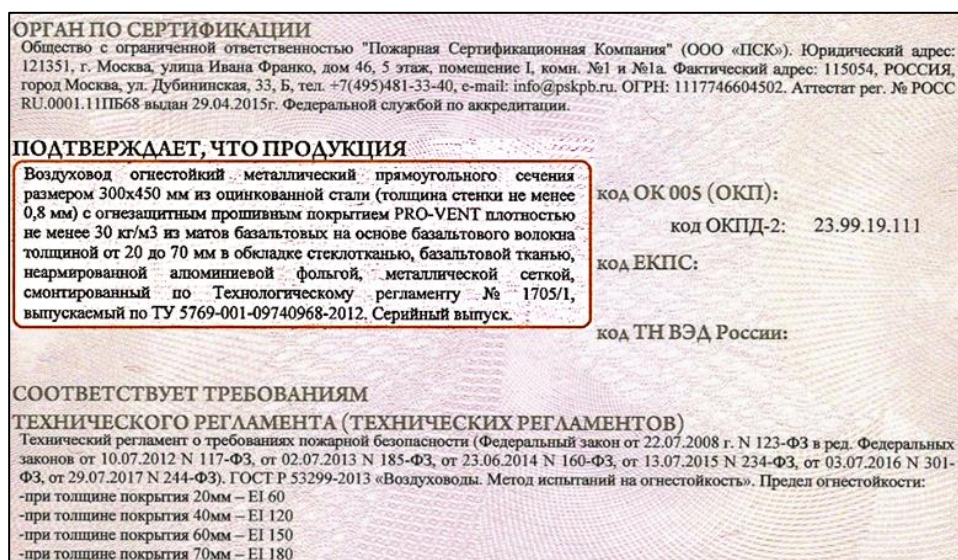 ОРГАН ПО СЕРТИФИКАЦИИ
Общество с ограниченной ответственностью "Пожарная Сертификационная Компания" (ООО «ПСК»). Юридический адрес:
121351, г. Москва, улица Ивана Франко, дом 46, 5 этаж, помещение I, комн. №1 и №1а. Фактический адрес: 115054, РОССИЯ,
город Москва, ул. Дубининская, 33, Б, тел. +7(495)481-33-40, e-mail: info@pskpb.ru. ОГРН: 1117746604502. Аттестат рег. № РОСС
RU.0001.11ПБ68 выдан 29.04.2015г. Федеральной службой по аккредитации.
ПОДТВЕРЖДАЕТ, ЧТО ПРОДУКЦИЯ
Воздуховод огнестойкий металлический прямоугольного сечения
размером 300х450 мм из оцинкованной стали (толщина стенки не менее
0,8 мм) с огнезащитным прошивным покрытием PRO-VENT плотностью
не менее 30 кг/м3 из матов базальтовых на основе базальтового волокна
толщиной от 20 до 70 мм в обкладке стеклотканью, базальтовой тканью,
неармированной алюминиевой фольгой, металлической сеткой,
смонтированный по Технологическому регламенту № 1705/1,
выпускаемый по ТУ 5769-001-09740968-2012. Серийный выпуск.
код ОК 005 (ОКП):
код ОКПД-2: 23.99.19.111
код ЕКПС:
код ТН ВЭД России:
СООТВЕТСТВУЕТ ТРЕБОВАНИЯМ
ТЕХНИЧЕСКОГО РЕГЛАМЕНТА (ТЕХНИЧЕСКИХ РЕГЛАМЕНТОВ)
Технический регламент о требованиях пожарной безопасности (Федеральный закон от 22.07.2008 г. N 123-ФЗ в ред. Федеральных
законов от 10.07.2012 N 117-ФЗ, от 02.07.2013 N 185-ФЗ, от 23.06.2014 N 160-ФЗ, от 13.07.2015 N 234-ФЗ, от 03.07.2016 N 301-
ФЗ, от 29.07.2017 N 244-ФЗ). ГОСТ Р 53299-2013 «Воздуховоды. Метод испытаний на огнестойкость». Предел огнестойкости:
-при толщине покрытия 20мм – EI 60
-при толщине покрытия 40мм – EI 120
-при толщине покрытия 60мм – EI 150
-при толщине покрытия 70мм – EI 180